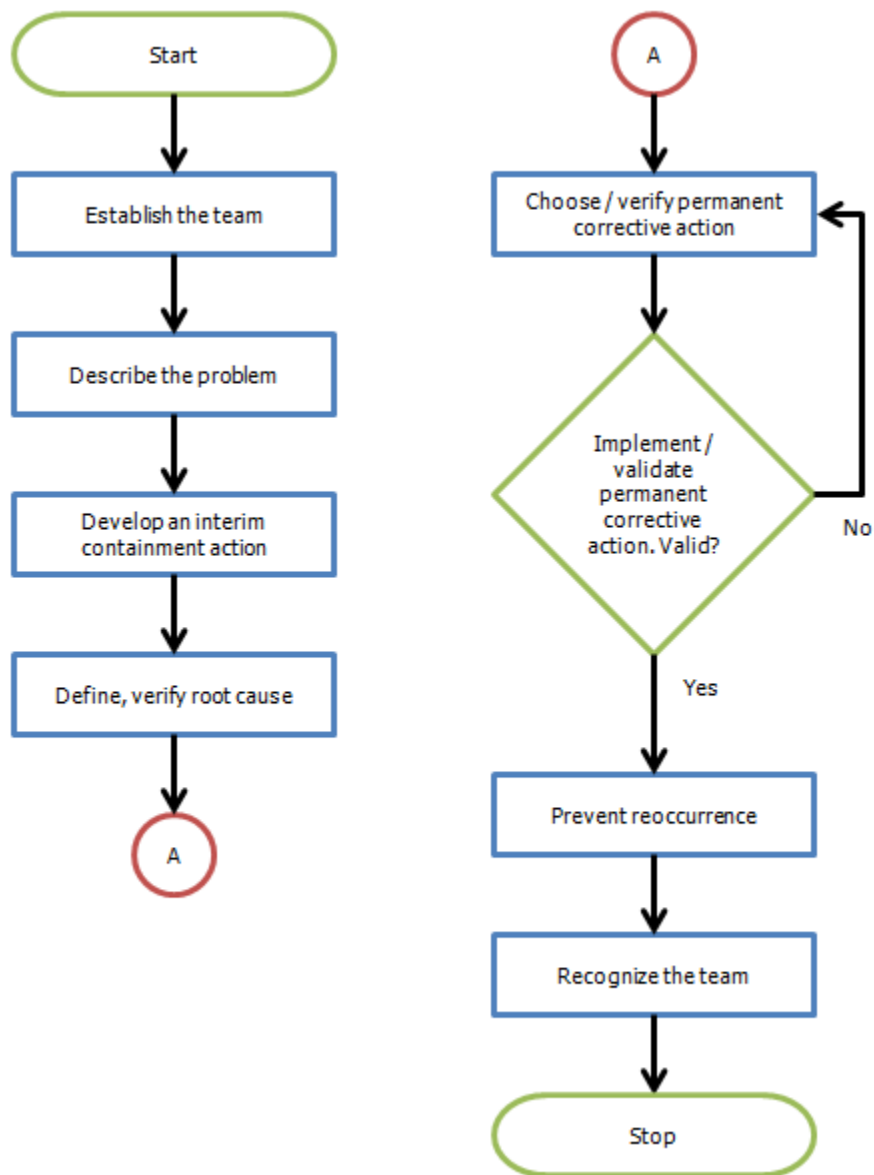 Start
Establish the team
Describe the problem
Develop an interim
containment action
Define, verify root cause
A
A
Choose / verify permanent
corrective action
Implement /
validate
permanent
corrective
action. Valid?
No
Yes
Prevent reoccurrence
Recognize the team
Stop